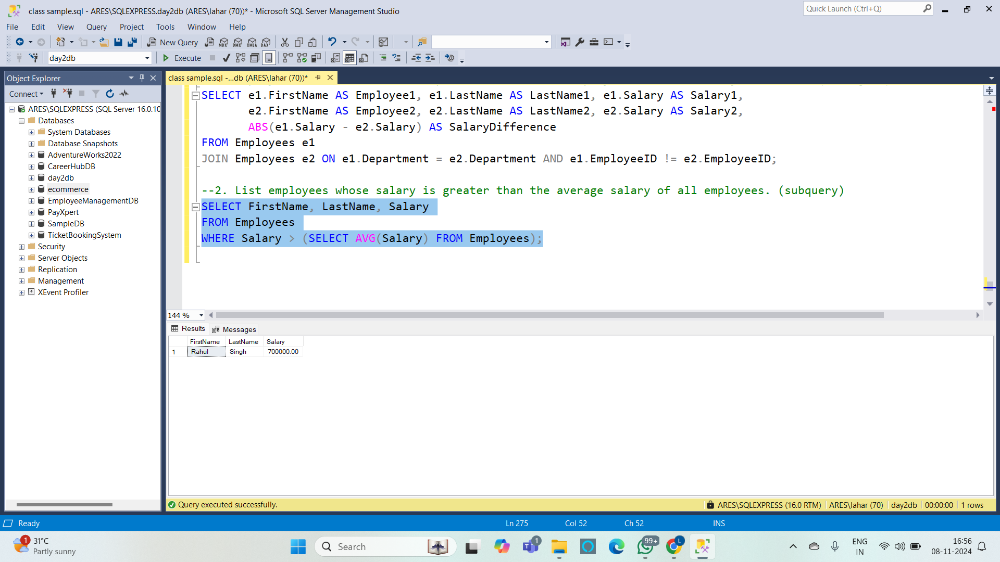 class sample.sql - ARES\SQLEXPRESS.day2db (ARES\lahar (70))* - Microsoft SQL Server Management Studio
Quick Launch (Ctrl+Q)
File Edit View Query Project Tools Window Help
New Query
MDX DMX XMLA DAX
day2db
Execute
Object Explorer
class sample.sql -...db (ARES\lahar (70))*
Connect
ARES\SQLEXPRESS (SQL Server 16.0.10
Databases
System Databases
Database Snapshots
AdventureWorks2022
CareerHubDB
day2db
ecommerce
EmployeeManagementDB
PayXpert
SampleDB
TicketBookingSystem
Security
Server Objects
Replication
Management
XEvent Profiler
SELECT e1.FirstName AS Employee1, e1.LastName AS LastName1, e1.Salary AS Salary1,
e2.FirstName AS Employee2, e2.LastName AS LastName2, e2.Salary AS Salary2,
ABS(e1.Salary - e2.Salary) AS SalaryDifference
FROM Employees e1
JOIN Employees e2 ON e1.Department = e2.Department AND e1.EmployeeID != e2.EmployeeID;
--2. List employees whose salary is greater than the average salary of all employees. (subquery)
SELECT FirstName, LastName, Salary
FROM Employees
WHERE Salary > (SELECT AVG(Salary) FROM Employees);
144 %
Results Messages
FirstName LastName Salary
1 Rahul Singh 700000.00
Query executed successfully.
ARES\SQLEXPRESS (16.0 RTM) ARES\lahar (70) day2db 00:00:00 1 rows
Ready
Ln 275 Col 52 Ch 52 INS
1
31°C
Partly sunny
Search
1
99+
L
ENG
IN
16:56
08-11-2024